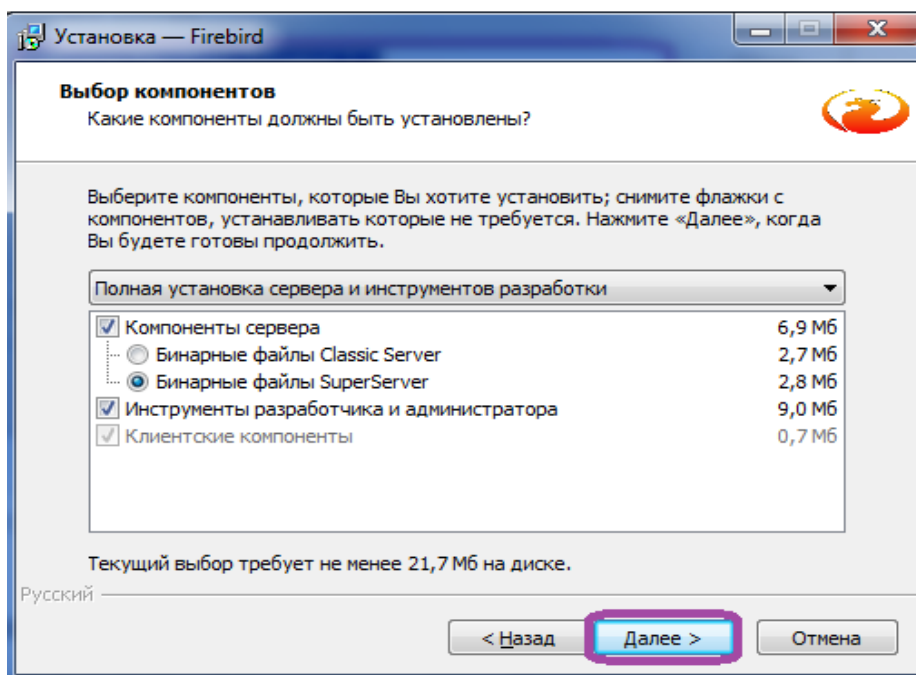 Установка — Firebird
Выбор компонентов
Какие компоненты должны быть установлены?
Выберите компоненты, которые Вы хотите установить; снимите флажки с
компонентов, устанавливать которые не требуется. Нажмите «Далее», когда
Вы будете готовы продолжить.
Полная установка сервера и инструментов разработки
Компоненты сервера 6,9 Мб
Бинарные файлы Classic Server 2,7 Мб
Бинарные файлы SuperServer 2,8 Мб
Инструменты разработчика и администратора 9,0 Мб
Клиентские компоненты 0,7 Мб
Текущий выбор требует не менее 21,7 Мб на диске.
Русский
< Назад Далее > Отмена